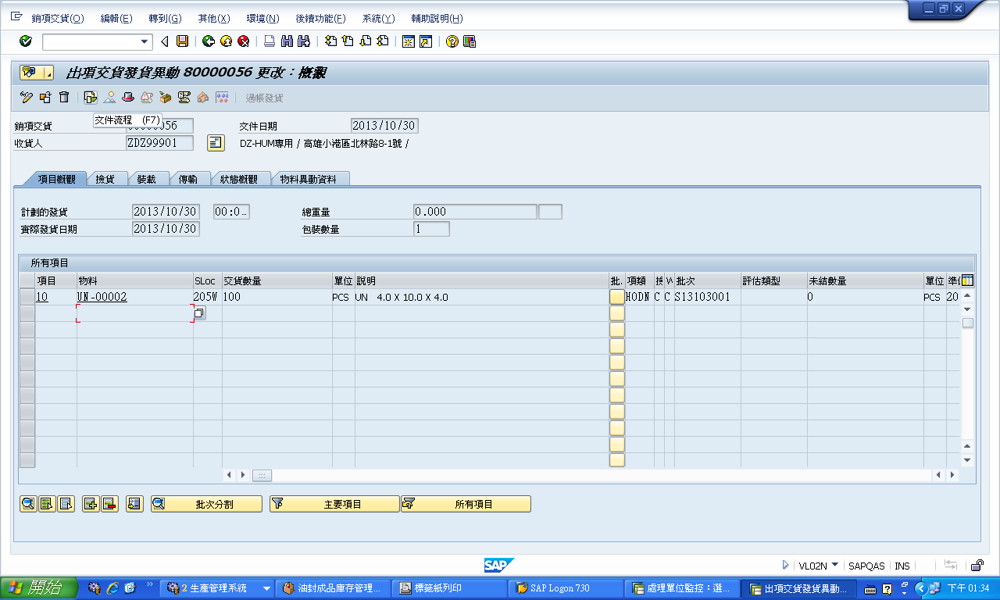 銷項交貨(O) 編輯(E) 轉到(G) 其他(X) 環境(N) 後續功能(F) 系統(Y) 輔助說明(H)
出項交貨發貨異動 80000056 更改：概觀
過帳發貨
文件流程 (F7)
銷項交貨 文件日期 2013/10/30
收貨人 ZDZ99901 DZ-HUM專用 / 高雄小港區北林路8-1號 /
項目概觀 撿貨 裝載 傳輸 狀態概觀 物料異動資料
計劃的發貨 2013/10/30 00:0… 總重量 0.000
實際發貨日期 2013/10/30 包裝數量 1
所有項目
項目 物料 SLoc 交貨數量 單位 說明 批. 項類 批次 評估類型 未結數量 單位
10 UN-00002 205W 100 PCS UN 4.0 X 10.0 X 4.0 HODN C C S13103001 0 PCS 20
批次分割 主要項目 所有項目
SAP
VL02N SAPQAS INS
開始 2 生產管理系統 油封成品庫存管理... 標籤紙列印 SAP Logon 730 處理單位監控：選... 出項交貨發貨異動... 下午 01:34